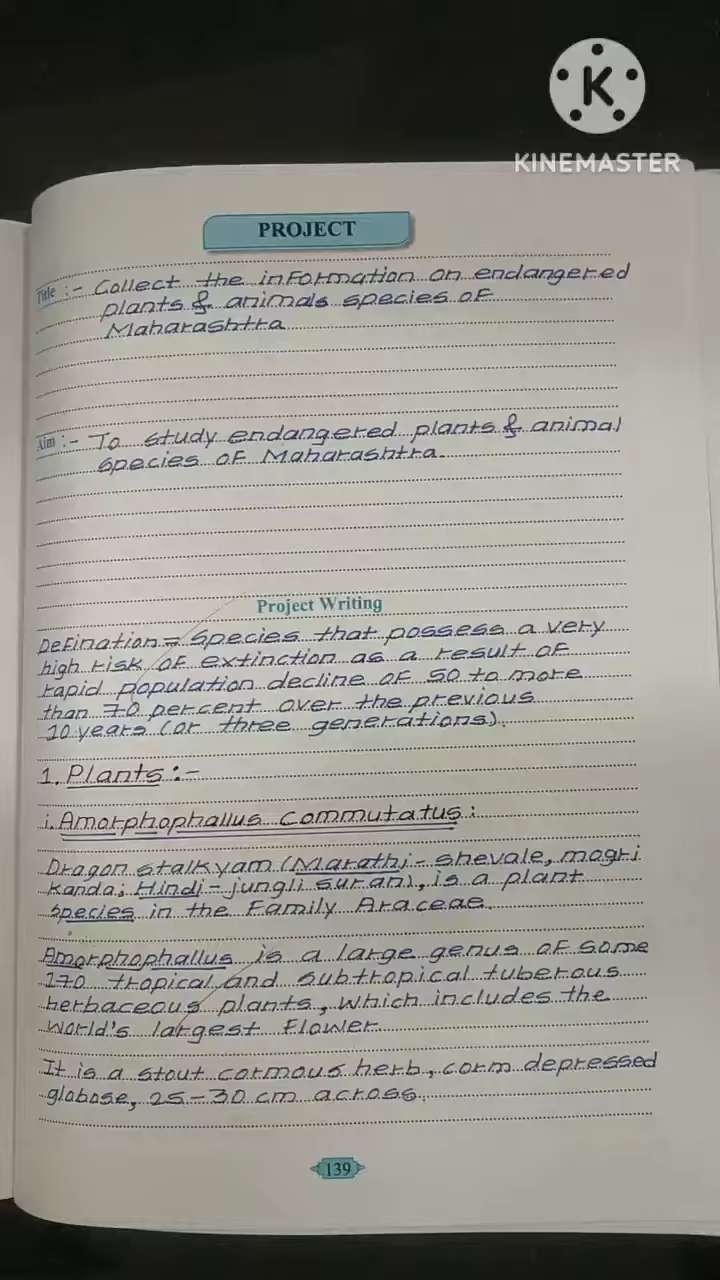 K
KINEMASTER
PROJECT
Title :- Collect the information on endangered
plants & animals species of
Maharashtra
Aim :- To study endangered plants & animal
species of Maharashtra.
Project Writing
Defination = Species that possess a very
high risk of extinction as a result of
rapid population decline of 50 to more
than 70 percent over the previous
10 years (or three generations).
1. Plants :-
i. Amorphophallus Commutatus :
Dragon stalk yam (Marathi - shevale, mogri
kanda; Hindi - jungli suran), is a plant
species in the Family Araceae.
Amorphophallus is a large genus of some
170 tropical and subtropical tuberous
herbaceous plants, which includes the
World's largest flower
It is a stout cormous herb, corm depressed
globose, 25-30 cm across.
139